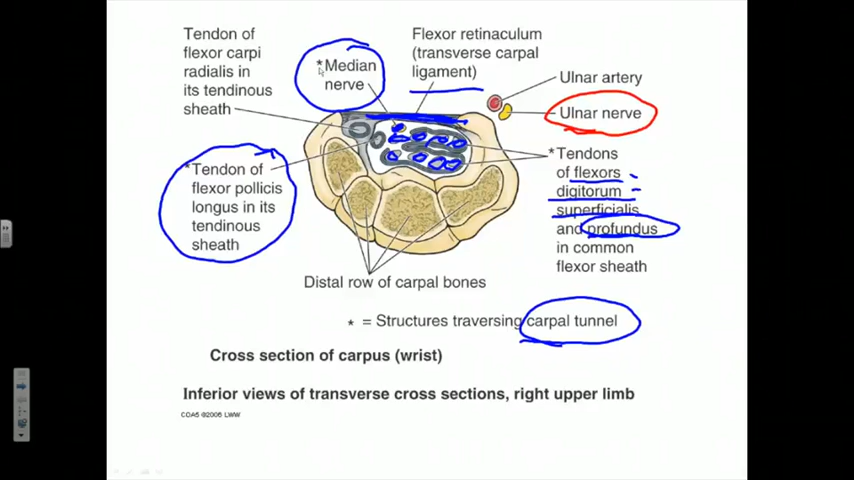 Tendon of
flexor carpi
radialis in
its tendinous
sheath
*Median
nerve
Flexor retinaculum
(transverse carpal
ligament)
Ulnar artery
Ulnar nerve
*Tendon of
flexor pollicis
longus in its
tendinous
sheath
*Tendons
of flexors
digitorum
superficialis
and profundus
in common
flexor sheath
Distal row of carpal bones
* = Structures traversing carpal tunnel
Cross section of carpus (wrist)
Inferior views of transverse cross sections, right upper limb
COA5 @2006 LWW